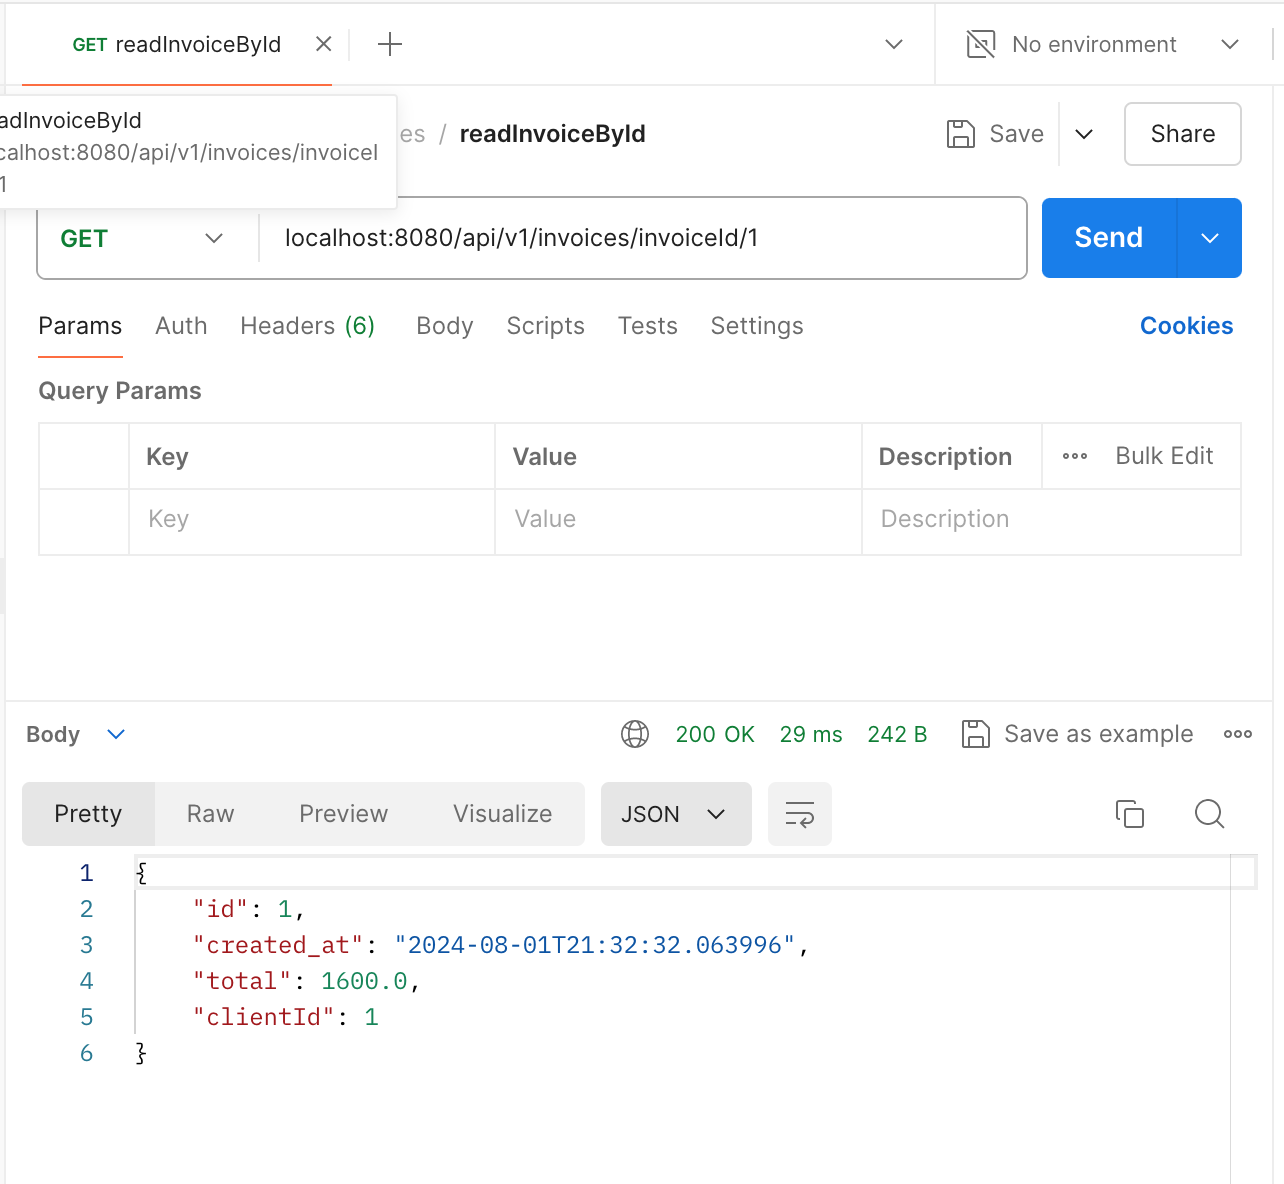 GET readInvoiceById
No environment
adInvoiceById
calhost:8080/api/v1/invoices/invoiceI
1
es / readInvoiceById
Save
Share
GET
localhost:8080/api/v1/invoices/invoiceId/1
Send
Params Auth Headers (6) Body Scripts Tests Settings Cookies
Query Params
Key Value Description Bulk Edit
Key Value Description
Body 200 OK 29 ms 242 B Save as example
Pretty Raw Preview Visualize JSON
1 {
2 "id": 1,
3 "created_at": "2024-08-01T21:32:32.063996",
4 "total": 1600.0,
5 "clientId": 1
6 }